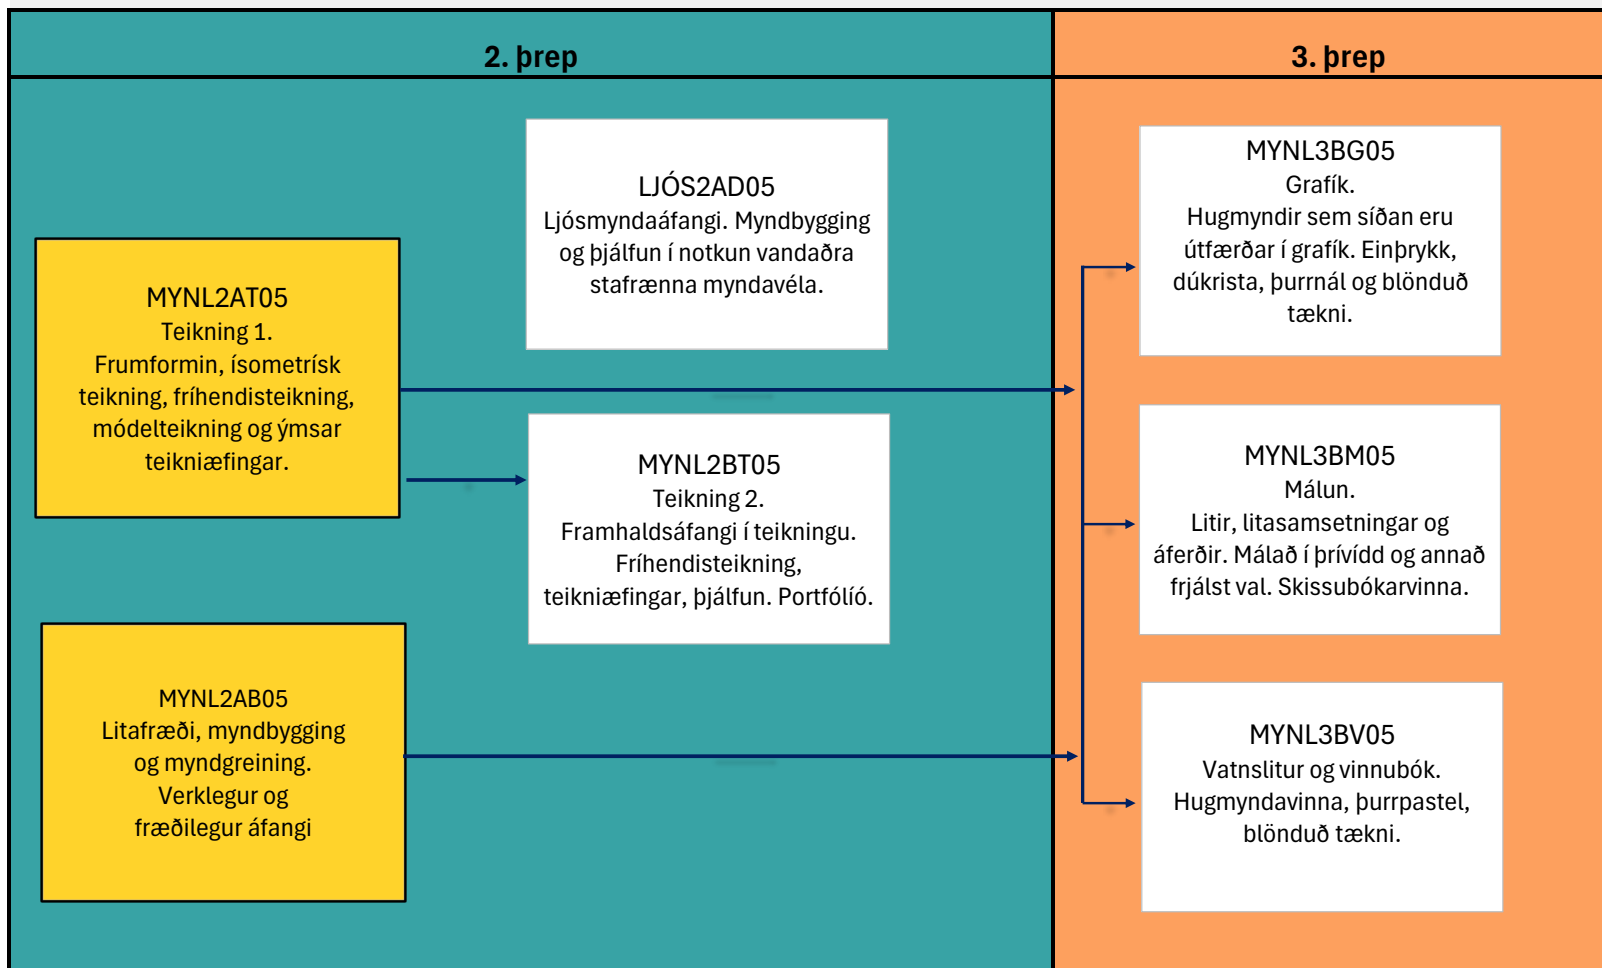 2. þrep
3. þrep
MYNL2AT05
Teikning 1.
Frumformin, ísometrísk
teikning, fríhendisteikning,
módelteikning og ýmsar
teikniæfingar.
MYNL2AB05
Litafræði, myndbygging
og myndgreining.
Verklegur og
fræðilegur áfangi
LJÓS2AD05
Ljósmyndaáfangi. Myndbygging
og þjálfun í notkun vandaðra
stafrænna myndavéla.
MYNL2BT05
Teikning 2.
Framhaldsáfangi í teikningu.
Fríhendisteikning,
teikniæfingar, þjálfun. Portfólíó.
MYNL3BG05
Grafík.
Hugmyndir sem síðan eru
útfærðar í grafík. Einþrykk,
dúkrista, þurrnál og blönduð
tækni.
MYNL3BM05
Málun.
Litir, litasamsetningar og
áferðir. Málað í þrívídd og annað
frjálst val. Skissubókarvinna.
MYNL3BV05
Vatnslitur og vinnubók.
Hugmyndavinna, þurrpastel,
blönduð tækni.